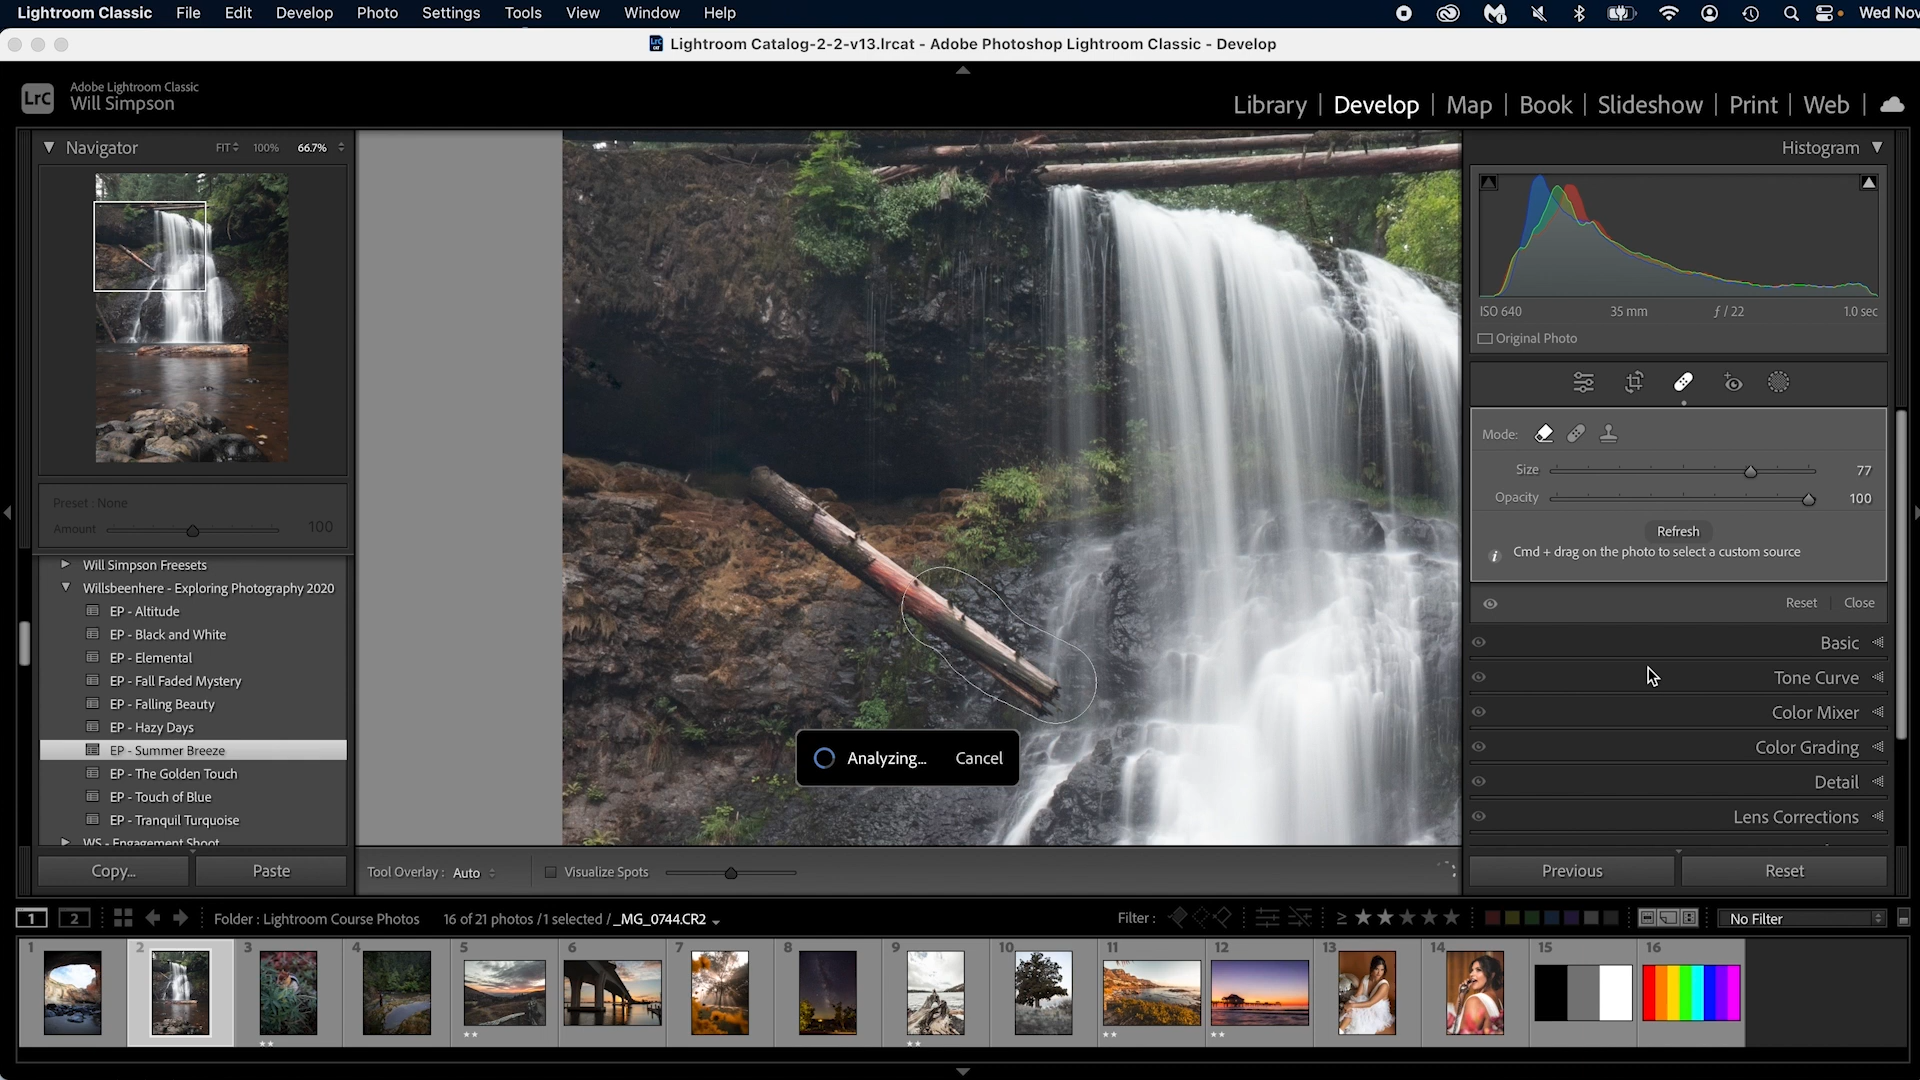 Lightroom Classic File Edit Develop Photo Settings Tools View Window Help Wed Nov
Lightroom Catalog-2-2-v13.lrcat - Adobe Photoshop Lightroom Classic - Develop
LrC
Adobe Lightroom Classic
Will Simpson
Library | Develop | Map | Book | Slideshow | Print | Web
Navigator FIT 100% 66.7%
Histogram
ISO 640 35 mm ƒ / 22 1.0 sec
Original Photo
Mode:
Size 77
Opacity 100
Refresh
Cmd + drag on the photo to select a custom source
Reset Close
Preset : None
Amount 100
Will Simpson Freesets
Willsbeenhere - Exploring Photography 2020
EP - Altitude
EP - Black and White
EP - Elemental
EP - Fall Faded Mystery
EP - Falling Beauty
EP - Hazy Days
EP - Summer Breeze
EP - The Golden Touch
EP - Touch of Blue
EP - Tranquil Turquoise
WS - Engagement Shoot
Analyzing... Cancel
Basic
Tone Curve
Color Mixer
Color Grading
Detail
Lens Corrections
Copy... Paste
Tool Overlay : Auto Visualize Spots
Previous Reset
1 2 Folder : Lightroom Course Photos 16 of 21 photos / 1 selected / _MG_0744.CR2 Filter : ≥ ★★★★★ No Filter
1 2 3 4 5 6 7 8 9 10 11 12 13 14 15 16